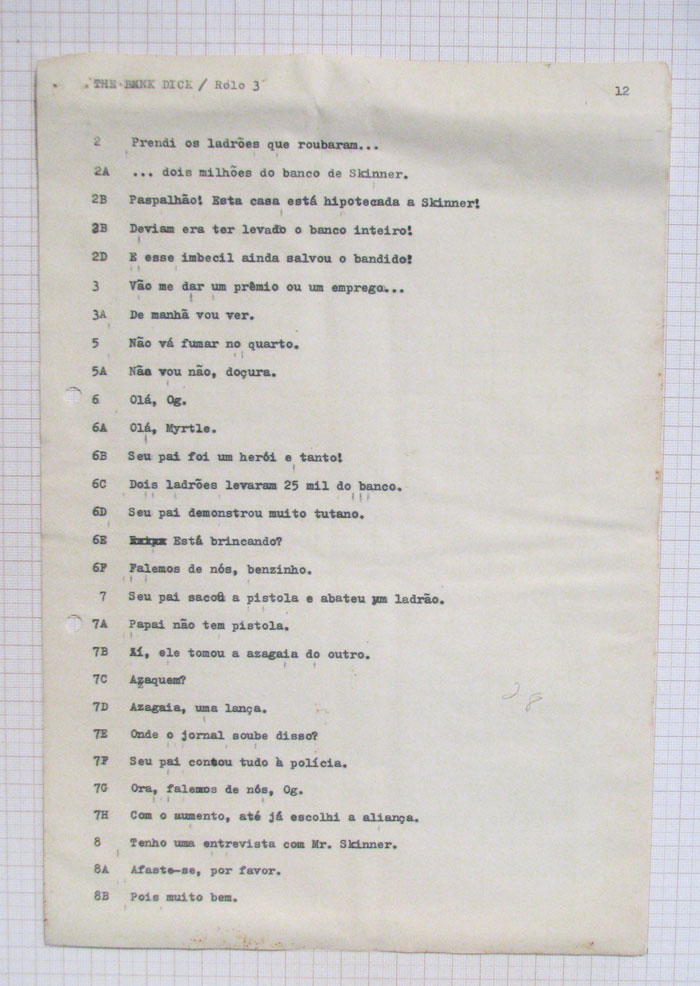 THE BANK DICK / Rolo 3
12
2 Prendi os ladrões que roubaram...
2A ... dois milhões do banco de Skinner.
2B Paspalhão! Esta casa está hipotecada a Skinner!
2B Deviam era ter levado o banco inteiro!
2D E esse imbecil ainda salvou o bandido!
3 Vão me dar um prêmio ou um emprego...
3A De manhã vou ver.
5 Não vá fumar no quarto.
5A Não vou não, doçura.
6 Olá, Og.
6A Olá, Myrtle.
6B Seu pai foi um herói e tanto!
6C Dois ladrões levaram 25 mil do banco.
6D Seu pai demonstrou muito tutano.
6E Está brincando?
6F Falemos de nós, benzinho.
7 Seu pai sacou a pistola e abateu um ladrão.
7A Papai não tem pistola.
7B Aí, ele tomou a azagaia do outro.
7C Azaquem?
7D Azagaia, uma lança.
7E Onde o jornal soube disso?
7F Seu pai contou tudo à polícia.
7G Ora, falemos de nós, Og.
7H Com o aumento, até já escolhi a aliança.
8 Tenho uma entrevista com Mr. Skinner.
8A Afaste-se, por favor.
8B Pois muito bem.